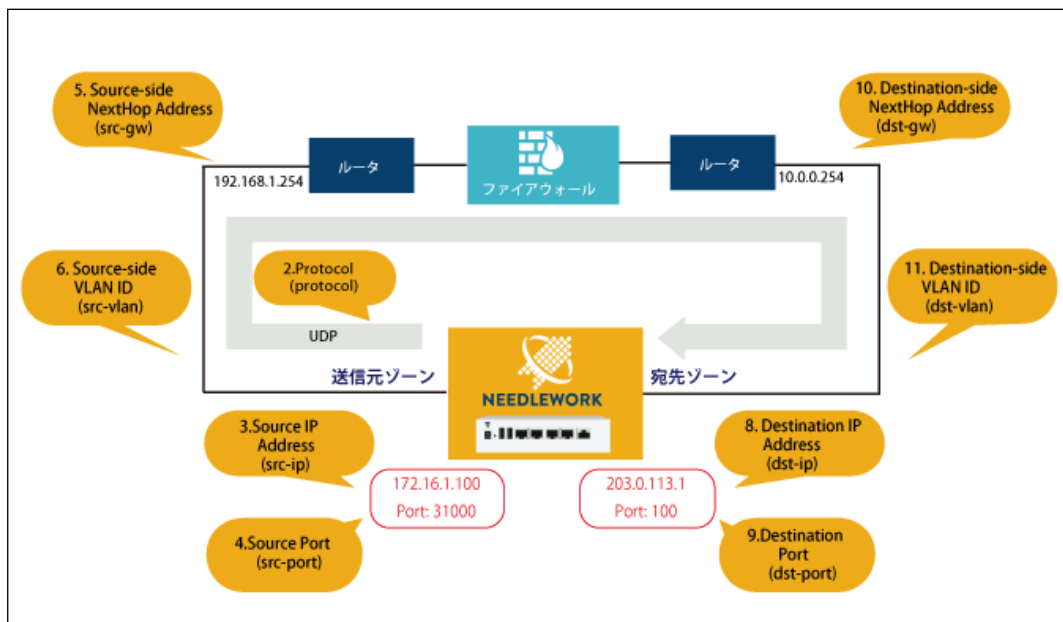 5. Source-side
NextHop Address
(src-gw)
10. Destination-side
NextHop Address
(dst-gw)
ルータ
ファイアウォール
ルータ
192.168.1.254
10.0.0.254
6. Source-side
VLAN ID
(src-vlan)
2.Protocol
(protocol)
11. Destination-side
VLAN ID
(dst-vlan)
UDP
送信元ゾーン
宛先ゾーン
NEEDLEWORK
3.Source IP
Address
(src-ip)
8. Destination IP
Address
(dst-ip)
172.16.1.100
Port: 31000
203.0.113.1
Port: 100
4.Source Port
(src-port)
9.Destination
Port
(dst-port)